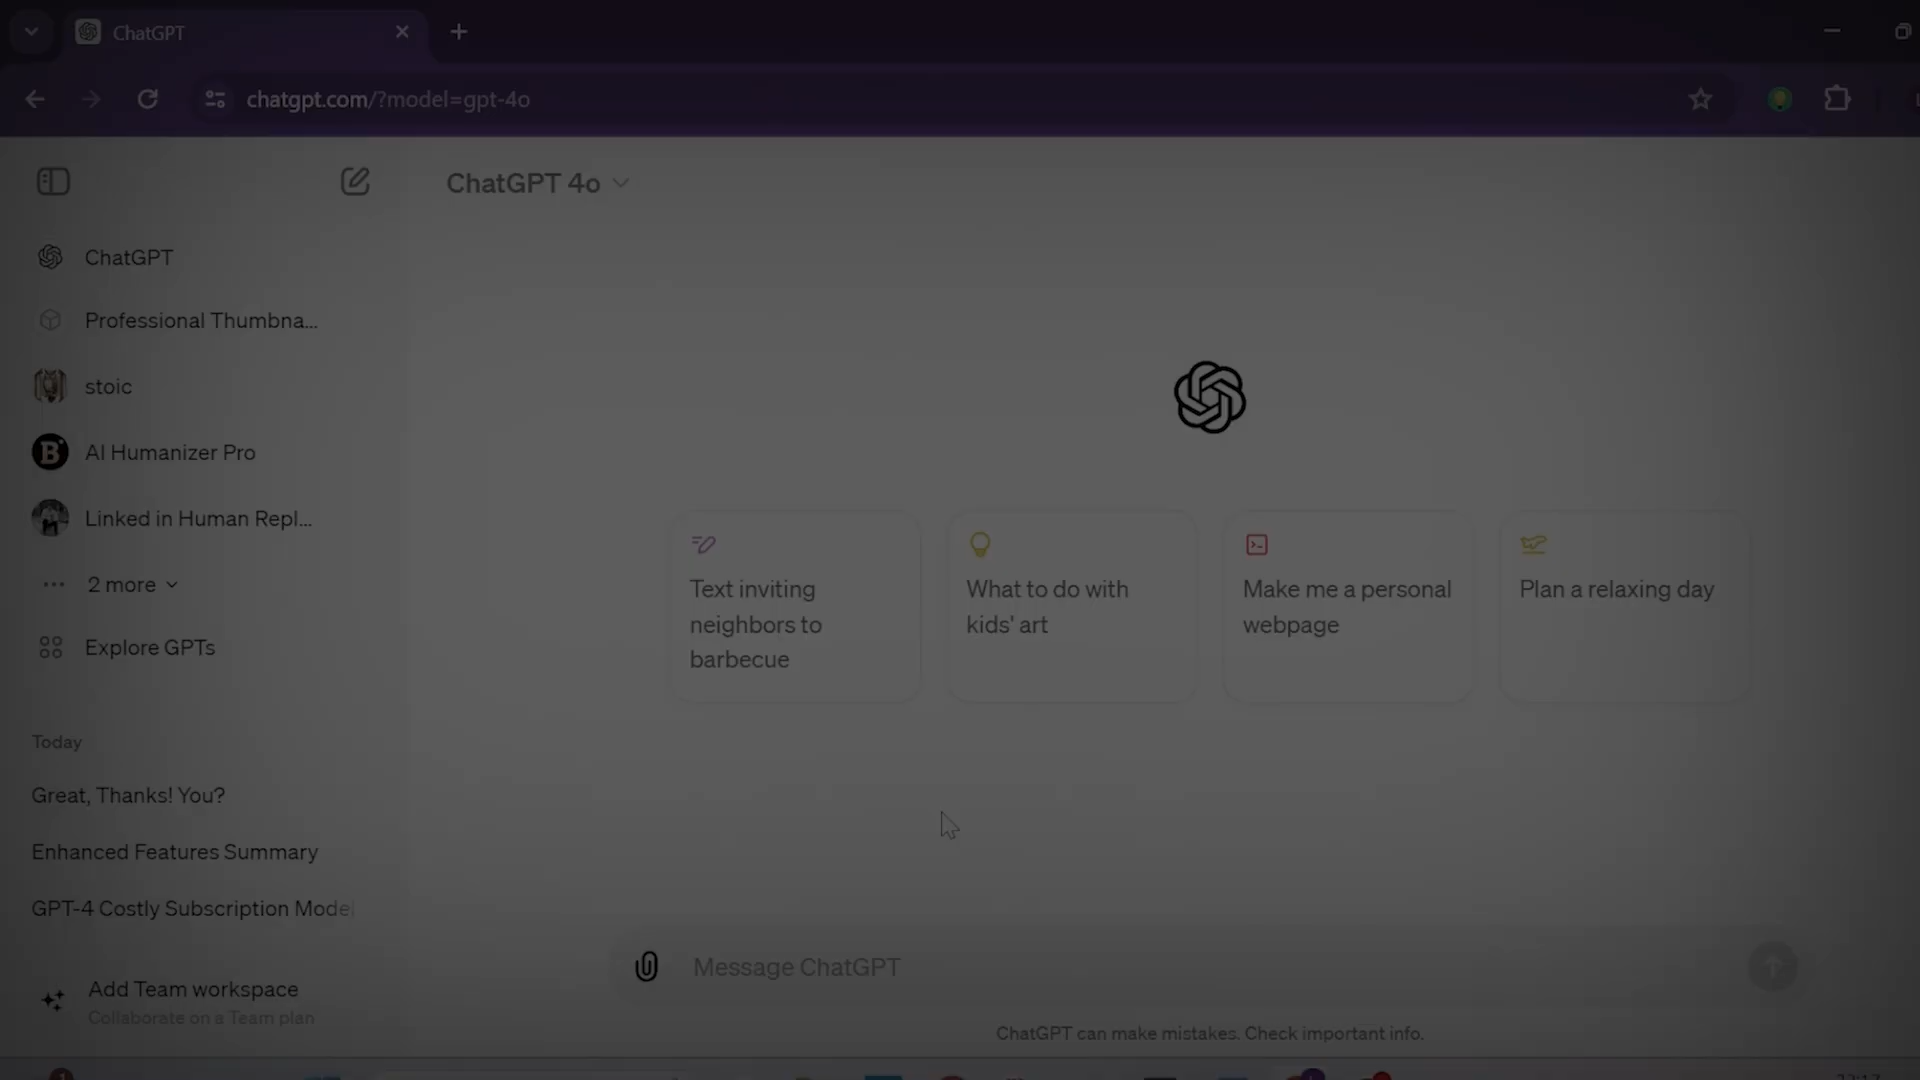 ChatGPT
chatgpt.com/?model=gpt-4o
ChatGPT 4o
ChatGPT
Professional Thumbna...
stoic
AI Humanizer Pro
Linked in Human Repl...
2 more
Explore GPTs
Today
Great, Thanks! You?
Enhanced Features Summary
GPT-4 Costly Subscription Model
Add Team workspace
Collaborate on a Team plan
Text inviting
neighbors to
barbecue
What to do with
kids' art
Make me a personal
webpage
Plan a relaxing day
Message ChatGPT
ChatGPT can make mistakes. Check important info.